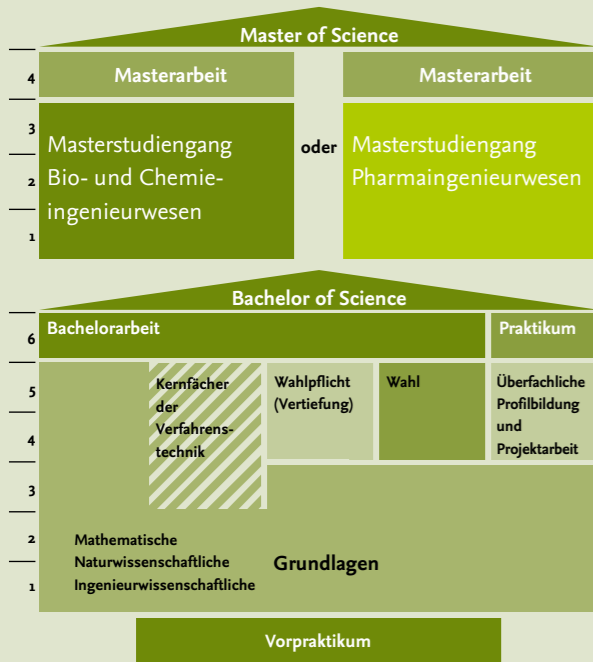 Master of Science
4
Masterarbeit
Masterarbeit
3
2
1
Masterstudiengang
Bio- und Chemie-
ingenieurwesen
oder
Masterstudiengang
Pharmaingenieurwesen
Bachelor of Science
6
Bachelorarbeit
Praktikum
5
4
3
Kernfächer
der
Verfahrens-
technik
Wahlpflicht
(Vertiefung)
Wahl
Überfachliche
Profilbildung
und
Projektarbeit
2
1
Mathematische
Naturwissenschaftliche
Ingenieurwissenschaftliche
Grundlagen
Vorpraktikum